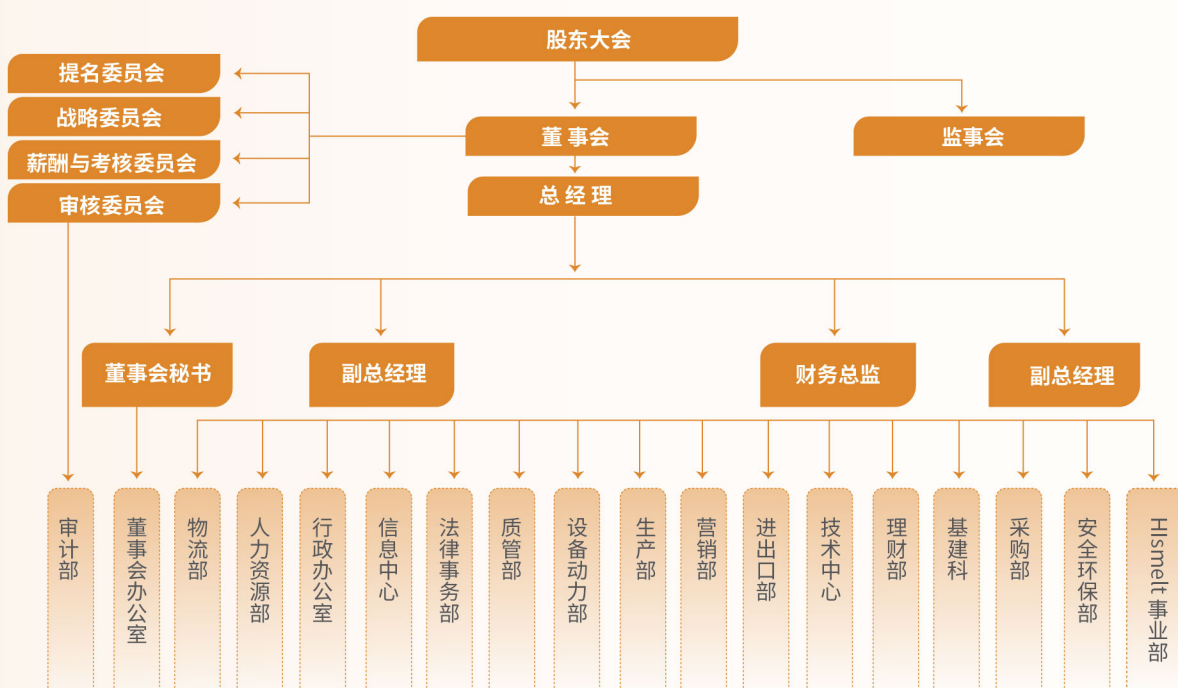 股东大会
提名委员会
战略委员会
薪酬与考核委员会
审核委员会
董事会
监事会
总经理
董事会秘书
副总经理
财务总监
副总经理
审计部
董事会办公室
物流部
人力资源部
行政办公室
信息中心
法律事务部
质管部
设备动力部
生产部
营销部
进出口部
技术中心
理财部
基建科
采购部
安全环保部
HIsmelt 事业部